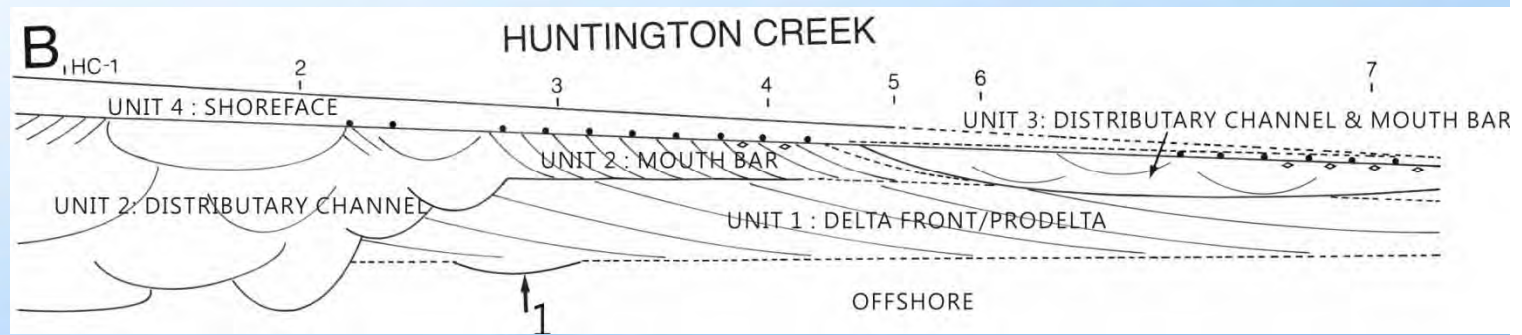 B
HUNTINGTON CREEK
HC-1
2
3
4
5
6
7
UNIT 4 : SHOREFACE
UNIT 3: DISTRIBUTARY CHANNEL & MOUTH BAR
UNIT 2 : MOUTH BAR
UNIT 2: DISTRIBUTARY CHANNEL
UNIT 1 : DELTA FRONT/PRODELTA
OFFSHORE
1